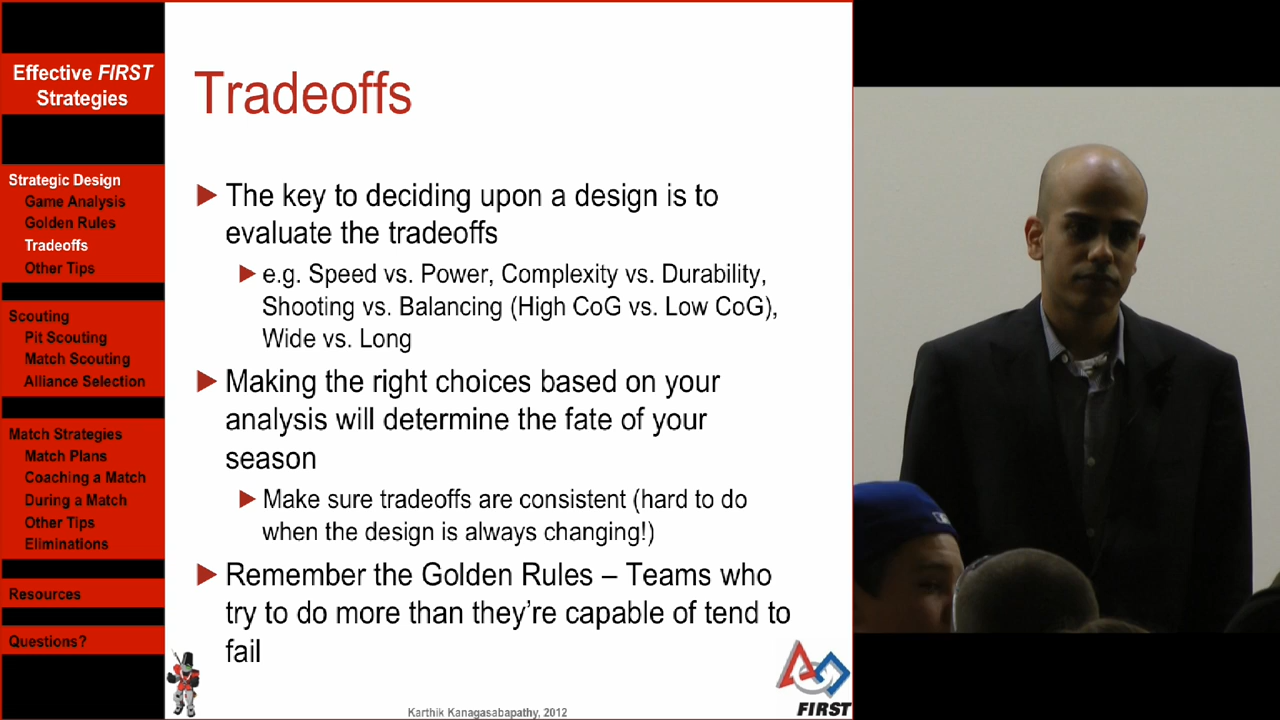 Effective FIRST
Strategies
Strategic Design
Game Analysis
Golden Rules
Tradeoffs
Other Tips
Scouting
Pit Scouting
Match Scouting
Alliance Selection
Match Strategies
Match Plans
Coaching a Match
During a Match
Other Tips
Eliminations
Resources
Questions?
Tradeoffs
The key to deciding upon a design is to
evaluate the tradeoffs
e.g. Speed vs. Power, Complexity vs. Durability,
Shooting vs. Balancing (High CoG vs. Low CoG),
Wide vs. Long
Making the right choices based on your
analysis will determine the fate of your
season
Make sure tradeoffs are consistent (hard to do
when the design is always changing!)
Remember the Golden Rules – Teams who
try to do more than they're capable of tend to
fail
Karthik Kanagasabapathy, 2012
FIRST